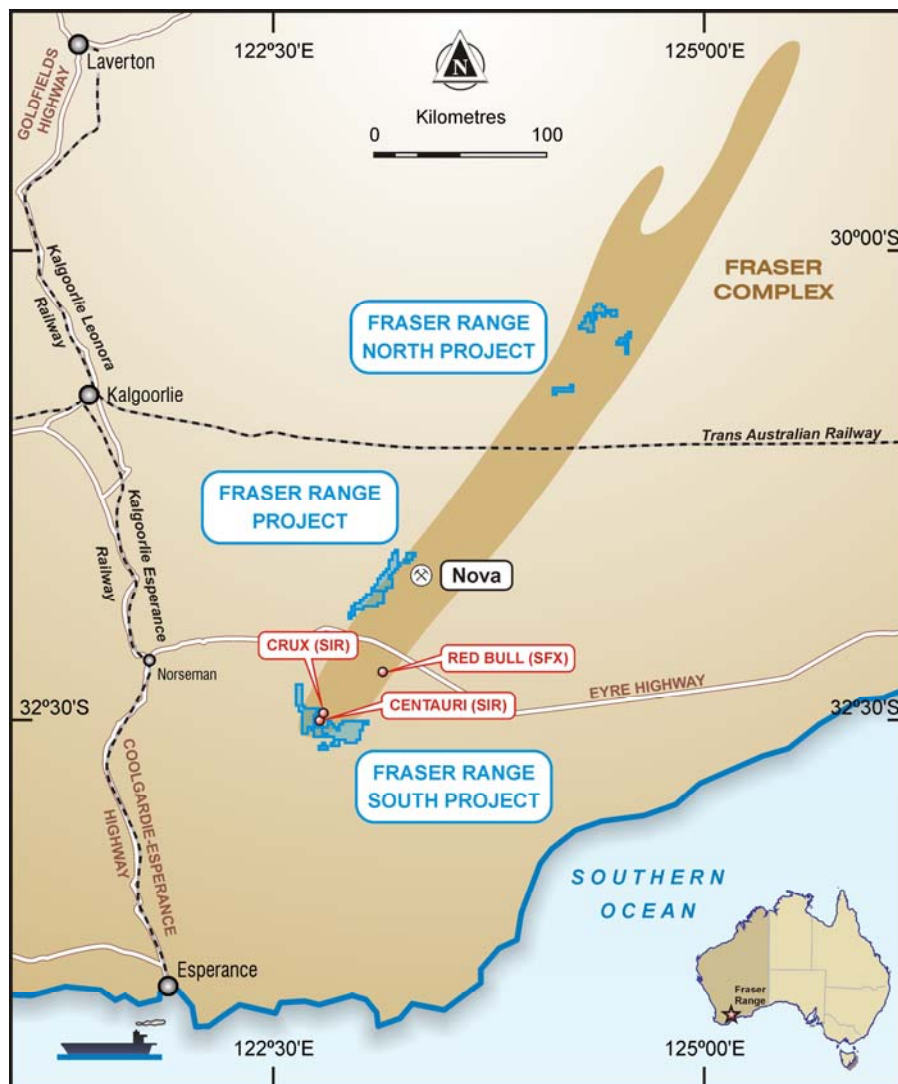 122º30'E
125º00'E
Laverton
GOLDFIELDS
HIGHWAY
N
Kilometres
0 100
30º00'S
FRASER
COMPLEX
Kalgoorlie Leonora
Railway
FRASER RANGE
NORTH PROJECT
Kalgoorlie
Trans Australian Railway
FRASER RANGE
PROJECT
Kalgoorlie Esperance
Railway
Nova
CRUX (SIR)
RED BULL (SFX)
Norseman
EYRE HIGHWAY
CENTAURI (SIR)
32º30'S
32º30'S
FRASER RANGE
SOUTH PROJECT
COOLGARDIE-ESPERANCE
HIGHWAY
SOUTHERN
OCEAN
Esperance
Fraser
Range
122º30'E
125º00'E